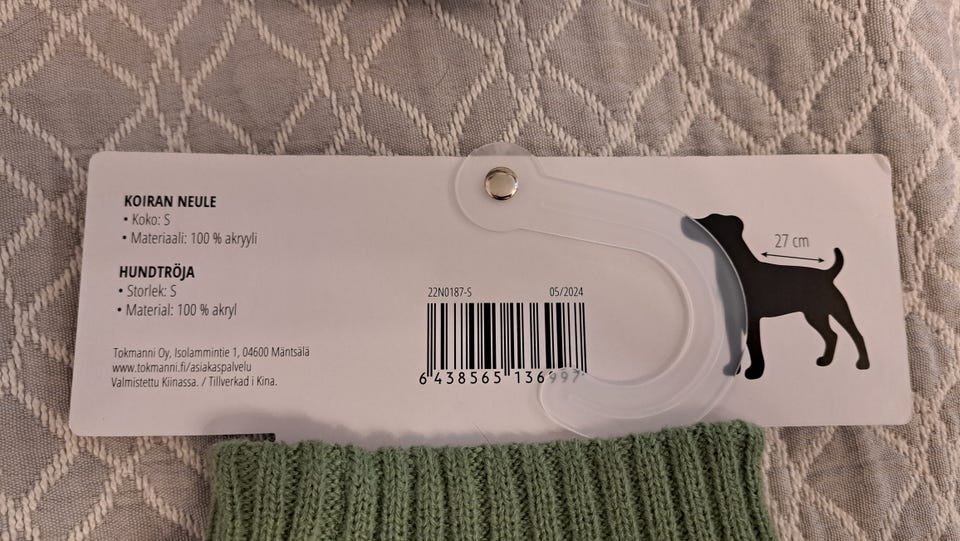 KOIRAN NEULE
• Koko: S
• Materiaali: 100 % akryyli
HUNDTRÖJA
• Storlek: S
• Material: 100 % akryl
Tokmanni Oy, Isolammintie 1, 04600 Mäntsälä
www.tokmanni.fi/asiakaspalvelu
Valmistettu Kiinassa. / Tillverkad i Kina.
22N0187-S 05/2024
6 438565 136997
27 cm